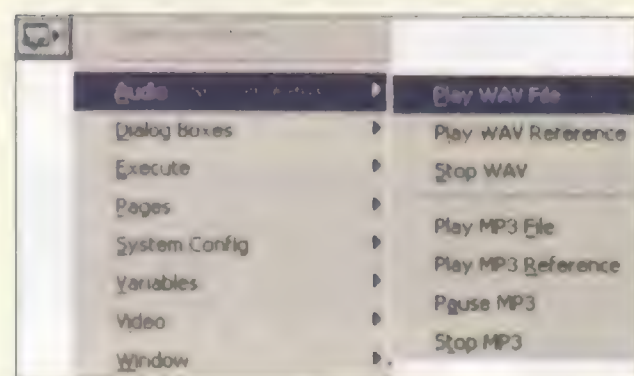 Audio
Dialog Boxes
Execute
Pages
System Config
Variables
Video
Window
Play WAV File
Play WAV Reference
Stop WAV
Play MP3 File
Play MP3 Reference
Pause MP3
Stop MP3